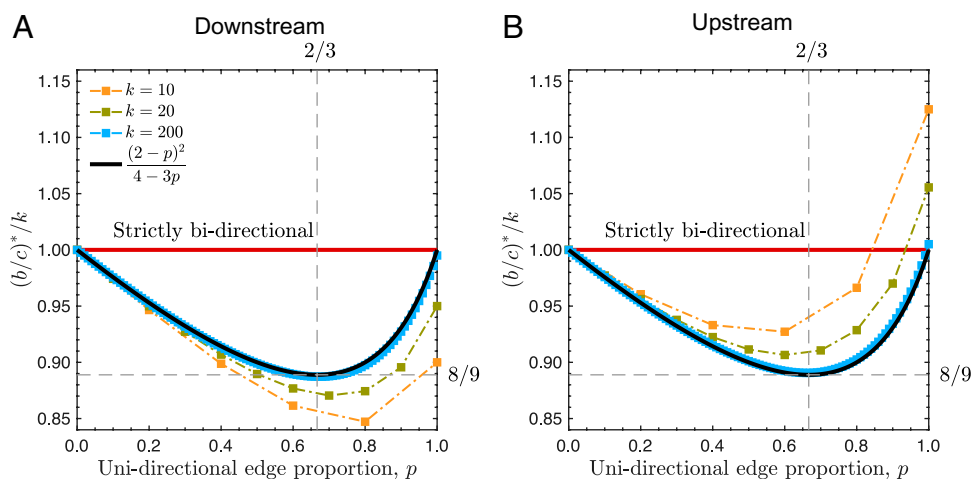 A
Downstream
2/3
1.15
1.10
1.05
1.00
0.95
0.90
0.85
(b/c)*/k
k = 10
k = 20
k = 200
(2 − p)²
4 − 3p
Strictly bi-directional
8/9
0.0 0.2 0.4 0.6 0.8 1.0
Uni-directional edge proportion, p
B
Upstream
2/3
1.15
1.10
1.05
1.00
0.95
0.90
0.85
(b/c)*/k
Strictly bi-directional
8/9
0.0 0.2 0.4 0.6 0.8 1.0
Uni-directional edge proportion, p